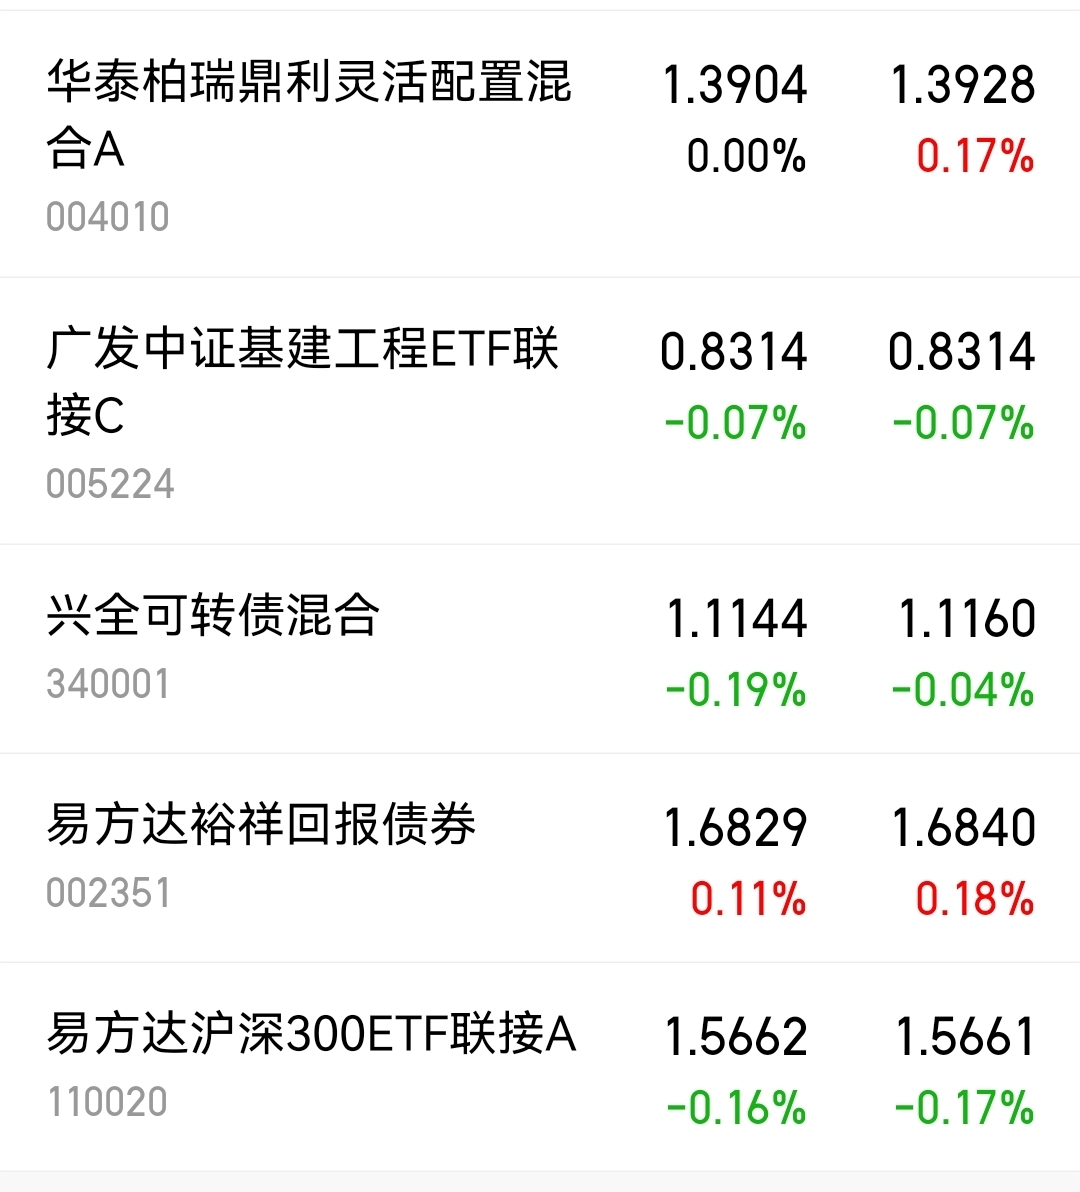 华泰柏瑞鼎利灵活配置混 1.3904 1.3928
合A 0.00% 0.17%
004010
广发中证基建工程ETF联 0.8314 0.8314
接C -0.07% -0.07%
005224
兴全可转债混合 1.1144 1.1160
340001 -0.19% -0.04%
易方达裕祥回报债券 1.6829 1.6840
002351 0.11% 0.18%
易方达沪深300ETF联接A 1.5662 1.5661
110020 -0.16% -0.17%